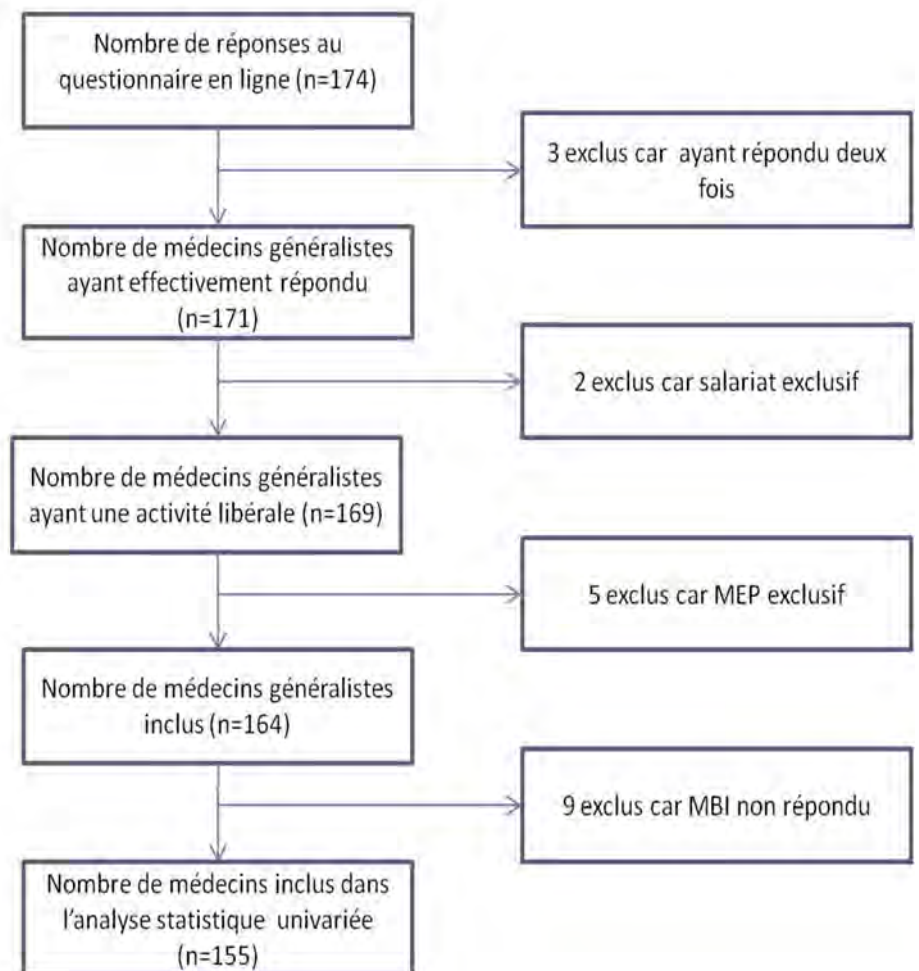 Nombre de réponses au
questionnaire en ligne (n=174)
3 exclus car ayant répondu deux
fois
Nombre de médecins généralistes
ayant effectivement répondu
(n=171)
2 exclus car salariat exclusif
Nombre de médecins généralistes
ayant une activité libérale (n=169)
5 exclus car MEP exclusif
Nombre de médecins généralistes
inclus (n=164)
9 exclus car MBI non répondu
Nombre de médecins inclus dans
l'analyse statistique univariée
(n=155)